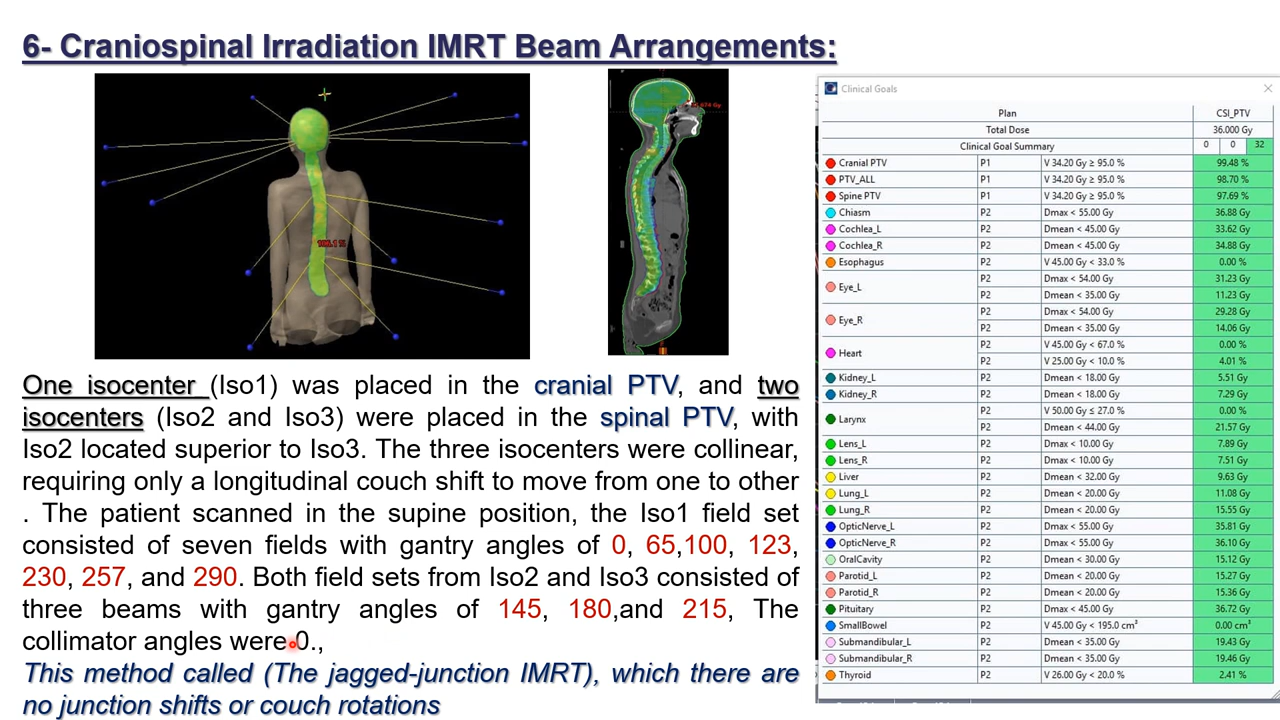 6- Craniospinal Irradiation IMRT Beam Arrangements:
One isocenter (Iso1) was placed in the cranial PTV, and two
isocenters (Iso2 and Iso3) were placed in the spinal PTV, with
Iso2 located superior to Iso3. The three isocenters were collinear,
requiring only a longitudinal couch shift to move from one to other
. The patient scanned in the supine position, the Iso1 field set
consisted of seven fields with gantry angles of 0, 65,100, 123,
230, 257, and 290. Both field sets from Iso2 and Iso3 consisted of
three beams with gantry angles of 145, 180,and 215, The
collimator angles were 0.,
This method called (The jagged-junction IMRT), which there are
no junction shifts or couch rotations
Clinical Goals
Plan CSI_PTV
Total Dose 36.000 Gy
Clinical Goal Summary 0 0 32
Cranial PTV P1 V 34.20 Gy ≥ 95.0 % 99.48 %
PTV_ALL P1 V 34.20 Gy ≥ 95.0 % 98.70 %
Spine PTV P1 V 34.20 Gy ≥ 95.0 % 97.69 %
Chiasm P2 Dmax < 55.00 Gy 36.88 Gy
Cochlea_L P2 Dmean < 45.00 Gy 33.62 Gy
Cochlea_R P2 Dmean < 45.00 Gy 34.88 Gy
Esophagus P2 V 45.00 Gy < 33.0 % 0.00 %
Eye_L P2 Dmax < 54.00 Gy 31.23 Gy
P2 Dmean < 35.00 Gy 11.23 Gy
Eye_R P2 Dmax < 54.00 Gy 29.28 Gy
P2 Dmean < 35.00 Gy 14.06 Gy
Heart P2 V 45.00 Gy < 67.0 % 0.00 %
P2 V 25.00 Gy < 10.0 % 4.01 %
Kidney_L P2 Dmean < 18.00 Gy 5.51 Gy
Kidney_R P2 Dmean < 18.00 Gy 7.29 Gy
Larynx P2 V 50.00 Gy ≤ 27.0 % 0.00 %
P2 Dmean < 44.00 Gy 21.57 Gy
Lens_L P2 Dmax < 10.00 Gy 7.89 Gy
Lens_R P2 Dmax < 10.00 Gy 7.51 Gy
Liver P2 Dmean < 32.00 Gy 9.63 Gy
Lung_L P2 Dmean < 20.00 Gy 11.08 Gy
Lung_R P2 Dmean < 20.00 Gy 15.55 Gy
OpticNerve_L P2 Dmax < 55.00 Gy 35.81 Gy
OpticNerve_R P2 Dmax < 55.00 Gy 36.10 Gy
OralCavity P2 Dmean < 30.00 Gy 15.12 Gy
Parotid_L P2 Dmean < 20.00 Gy 15.27 Gy
Parotid_R P2 Dmean < 20.00 Gy 15.36 Gy
Pituitary P2 Dmax < 45.00 Gy 36.72 Gy
SmallBowel P2 V 45.00 Gy < 195.0 cm³ 0.00 cm³
Submandibular_L P2 Dmean < 35.00 Gy 19.43 Gy
Submandibular_R P2 Dmean < 35.00 Gy 19.46 Gy
Thyroid P2 V 26.00 Gy < 20.0 % 2.41 %